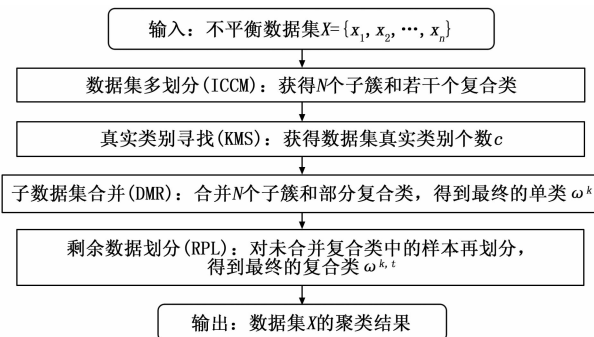 输入：不平衡数据集X={x₁,x₂,…,xₙ}
数据集多划分(ICCM)：获得N个子簇和若干个复合类
真实类别寻找(KMS)：获得数据集真实类别个数c
子数据集合并(DMR)：合并N个子簇和部分复合类，得到最终的单类 ωᵏ
剩余数据划分(RPL)：对未合并复合类中的样本再划分，
得到最终的复合类 ωᵏ,ᵗ
输出：数据集X的聚类结果